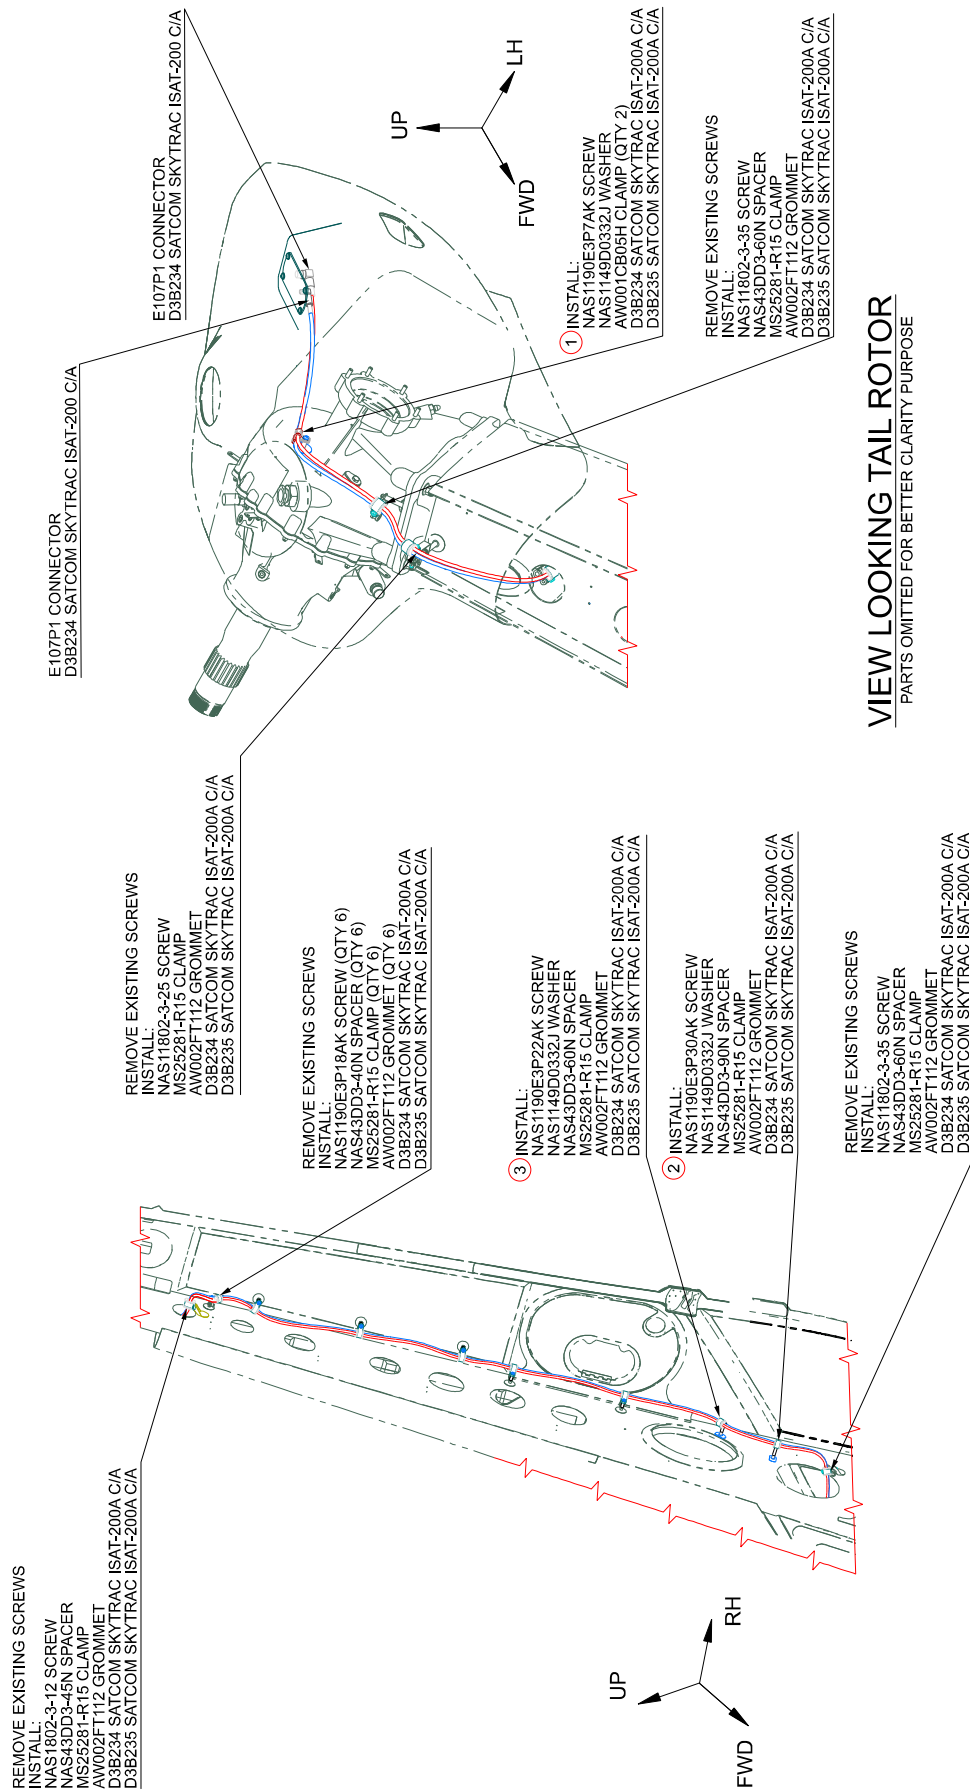 REMOVE EXISTING SCREWS
INSTALL:
NAS1802-3-12 SCREW
NAS43DD3-45N SPACER
MS25281-R15 CLAMP
AW002FT112 GROMMET
D3B234 SATCOM SKYTRAC ISAT-200A C/A
D3B235 SATCOM SKYTRAC ISAT-200A C/A
REMOVE EXISTING SCREWS
INSTALL:
NAS11802-3-25 SCREW
MS25281-R15 CLAMP
AW002FT112 GROMMET
D3B234 SATCOM SKYTRAC ISAT-200A C/A
D3B235 SATCOM SKYTRAC ISAT-200A C/A
REMOVE EXISTING SCREWS
INSTALL:
NAS1190E3P18AK SCREW (QTY 6)
NAS43DD3-40N SPACER (QTY 6)
MS25281-R15 CLAMP (QTY 6)
AW002FT112 GROMMET (QTY 6)
D3B234 SATCOM SKYTRAC ISAT-200A C/A
D3B235 SATCOM SKYTRAC ISAT-200A C/A
3 INSTALL:
NAS1190E3P22AK SCREW
NAS1149D0332J WASHER
NAS43DD3-60N SPACER
MS25281-R15 CLAMP
AW002FT112 GROMMET
D3B234 SATCOM SKYTRAC ISAT-200A C/A
D3B235 SATCOM SKYTRAC ISAT-200A C/A
2 INSTALL:
NAS1190E3P30AK SCREW
NAS1149D0332J WASHER
NAS43DD3-90N SPACER
MS25281-R15 CLAMP
AW002FT112 GROMMET
D3B234 SATCOM SKYTRAC ISAT-200A C/A
D3B235 SATCOM SKYTRAC ISAT-200A C/A
REMOVE EXISTING SCREWS
INSTALL:
NAS11802-3-35 SCREW
NAS43DD3-60N SPACER
MS25281-R15 CLAMP
AW002FT112 GROMMET
D3B234 SATCOM SKYTRAC ISAT-200A C/A
D3B235 SATCOM SKYTRAC ISAT-200A C/A
UP
RH
FWD
E107P1 CONNECTOR
D3B234 SATCOM SKYTRAC ISAT-200 C/A
E107P1 CONNECTOR
D3B234 SATCOM SKYTRAC ISAT-200 C/A
UP
LH
FWD
1 INSTALL:
NAS1190E3P7AK SCREW
NAS1149D0332J WASHER
AW001CB05H CLAMP (QTY 2)
D3B234 SATCOM SKYTRAC ISAT-200A C/A
D3B235 SATCOM SKYTRAC ISAT-200A C/A
REMOVE EXISTING SCREWS
INSTALL:
NAS11802-3-35 SCREW
NAS43DD3-60N SPACER
MS25281-R15 CLAMP
AW002FT112 GROMMET
D3B234 SATCOM SKYTRAC ISAT-200A C/A
D3B235 SATCOM SKYTRAC ISAT-200A C/A
VIEW LOOKING TAIL ROTOR
PARTS OMITTED FOR BETTER CLARITY PURPOSE